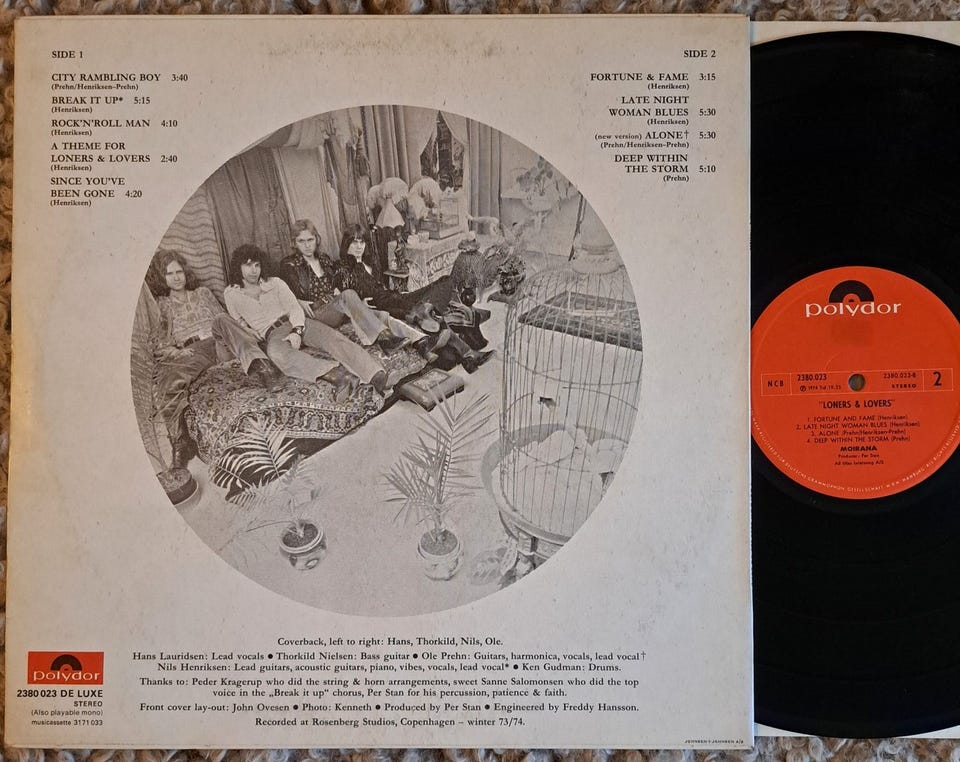 SIDE 1
CITY RAMBLING BOY 3:40
(Prehn/Henriksen-Prehn)
BREAK IT UP* 5:15
(Henriksen)
ROCK'N'ROLL MAN 4:10
(Henriksen)
A THEME FOR
LONERS & LOVERS 2:40
(Henriksen)
SINCE YOU'VE
BEEN GONE 4:20
(Henriksen)
SIDE 2
FORTUNE & FAME 3:15
(Henriksen)
LATE NIGHT
WOMAN BLUES 5:30
(Henriksen)
(new version) ALONE† 5:30
(Prehn/Henriksen-Prehn)
DEEP WITHIN
THE STORM 5:10
(Prehn)
Coverback, left to right: Hans, Thorkild, Nils, Ole.
Hans Lauridsen: Lead vocals ● Thorkild Nielsen: Bass guitar ● Ole Prehn: Guitars, harmonica, vocals, lead vocal†
Nils Henriksen: Lead guitars, acoustic guitars, piano, vibes, vocals, lead vocal* ● Ken Gudman: Drums.
Thanks to: Peder Kragerup who did the string & horn arrangements, sweet Sanne Salomonsen who did the top
voice in the „Break it up" chorus, Per Stan for his percussion, patience & faith.
Front cover lay-out: John Ovesen ● Photo: Kenneth ● Produced by Per Stan ● Engineered by Freddy Hansson.
Recorded at Rosenberg Studios, Copenhagen – winter 73/74.
polydor
2380 023 DE LUXE
STEREO
(Also playable mono)
musicassette 3171 033
JOHNSEN+JOHNSEN A/S
polydor
NCB
2380.023
2380.023-B
STEREO
2
"LONERS & LOVERS"
1. FORTUNE AND FAME (Henriksen)
2. LATE NIGHT WOMAN BLUES (Henriksen)
3. ALONE (Prehn/Henriksen-Prehn)
4. DEEP WITHIN THE STORM (Prehn)
MOIRANA
Producer: Per Stan